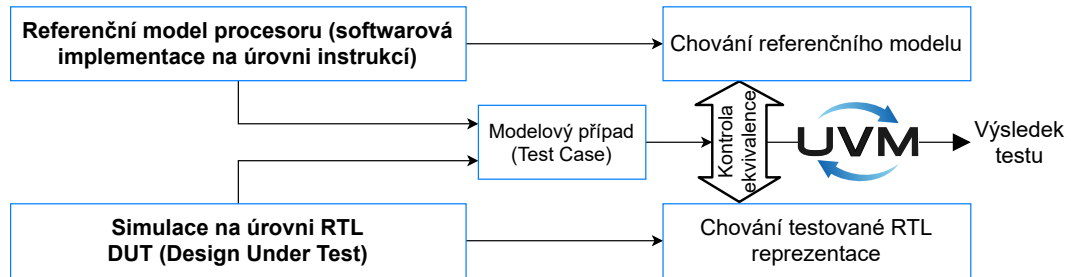 Referenční model procesoru (softwarová
implementace na úrovni instrukcí)
Chování referenčního modelu
Modelový případ
(Test Case)
Kontrola
ekvivalence
UVM
Výsledek
testu
Simulace na úrovni RTL
DUT (Design Under Test)
Chování testované RTL
reprezentace